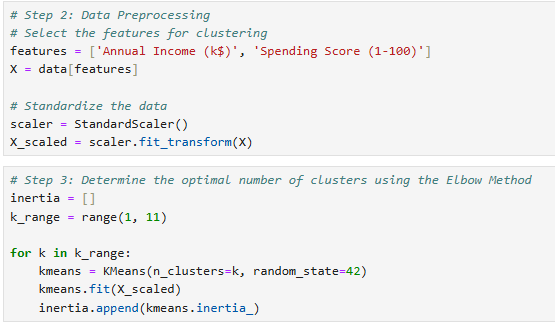 # Step 2: Data Preprocessing
# Select the features for clustering
features = ['Annual Income (k$)', 'Spending Score (1-100)']
X = data[features]
# Standardize the data
scaler = StandardScaler()
X_scaled = scaler.fit_transform(X)
# Step 3: Determine the optimal number of clusters using the Elbow Method
inertia = []
k_range = range(1, 11)
for k in k_range:
    kmeans = KMeans(n_clusters=k, random_state=42)
    kmeans.fit(X_scaled)
    inertia.append(kmeans.inertia_)